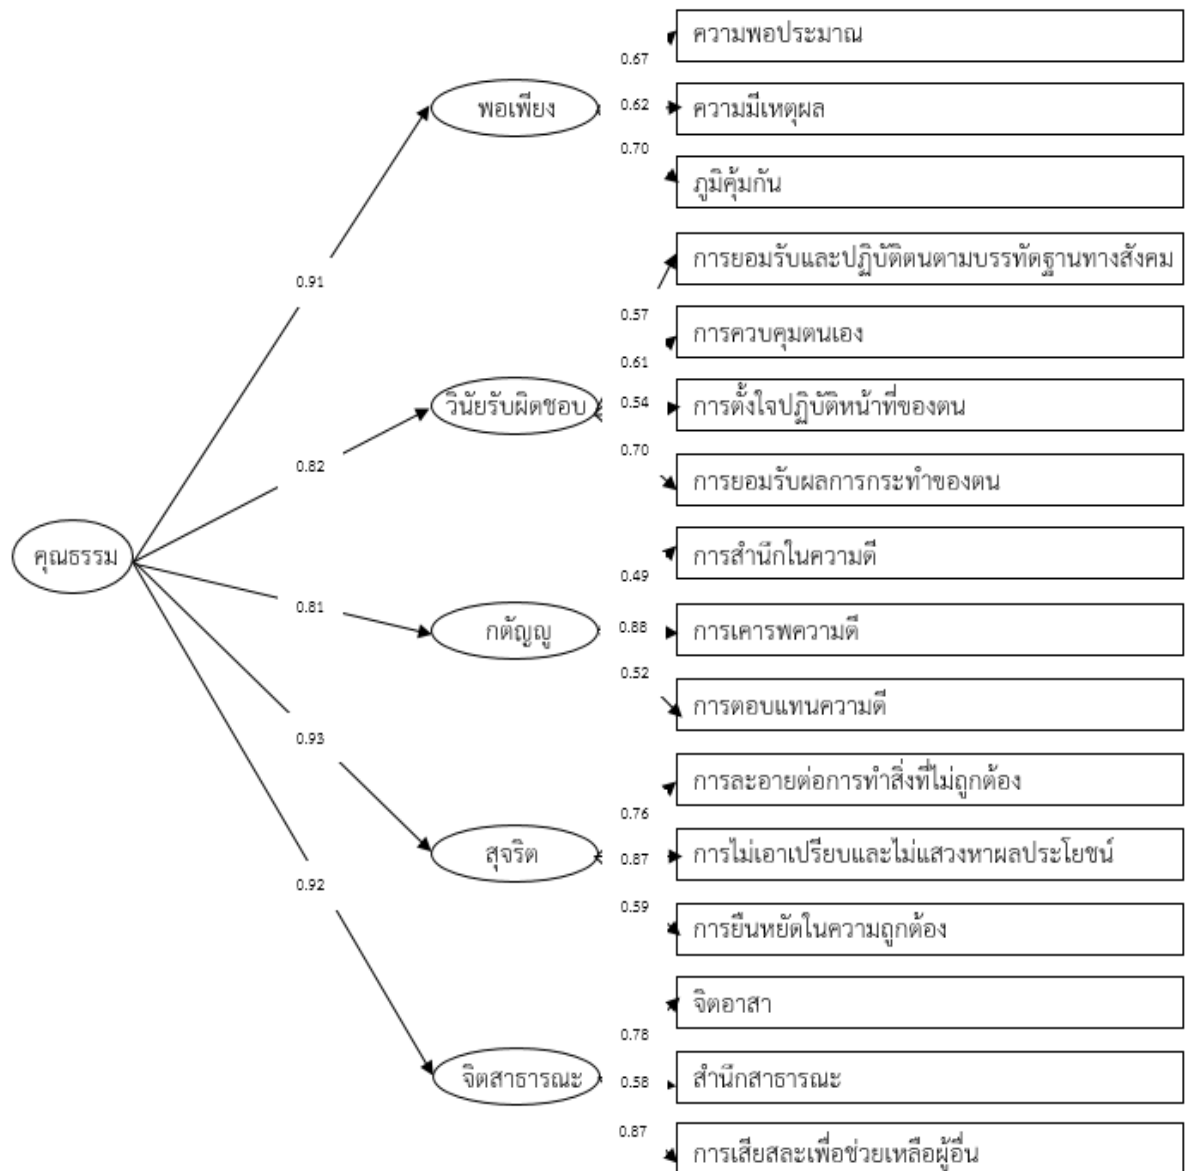 ความพอประมาณ
0.67
พอเพียง
0.62
ความมีเหตุผล
0.70
ภูมิคุ้มกัน
การยอมรับและปฏิบัติตนตามบรรทัดฐานทางสังคม
0.91
0.57
การควบคุมตนเอง
0.61
วินัยรับผิดชอบ
0.54
การตั้งใจปฏิบัติหน้าที่ของตน
0.82
0.70
การยอมรับผลการกระทำของตน
คุณธรรม
การสำนึกในความดี
0.49
0.81
กตัญญู
0.88
การเคารพความดี
0.52
การตอบแทนความดี
0.93
การละอายต่อการทำสิ่งที่ไม่ถูกต้อง
0.76
สุจริต
0.87
การไม่เอาเปรียบและไม่แสวงหาผลประโยชน์
0.92
0.59
การยืนหยัดในความถูกต้อง
จิตอาสา
0.78
จิตสาธารณะ
0.58
สำนึกสาธารณะ
0.87
การเสียสละเพื่อช่วยเหลือผู้อื่น